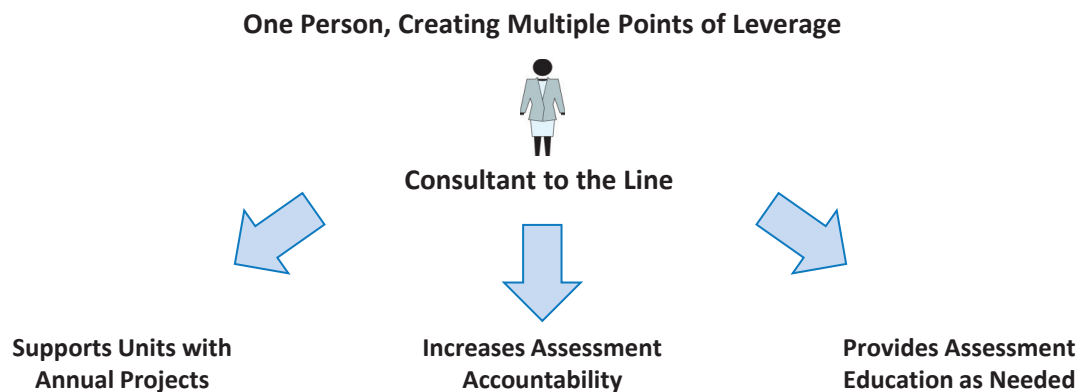 One Person, Creating Multiple Points of Leverage
Consultant to the Line
Supports Units with
Annual Projects
Increases Assessment
Accountability
Provides Assessment
Education as Needed